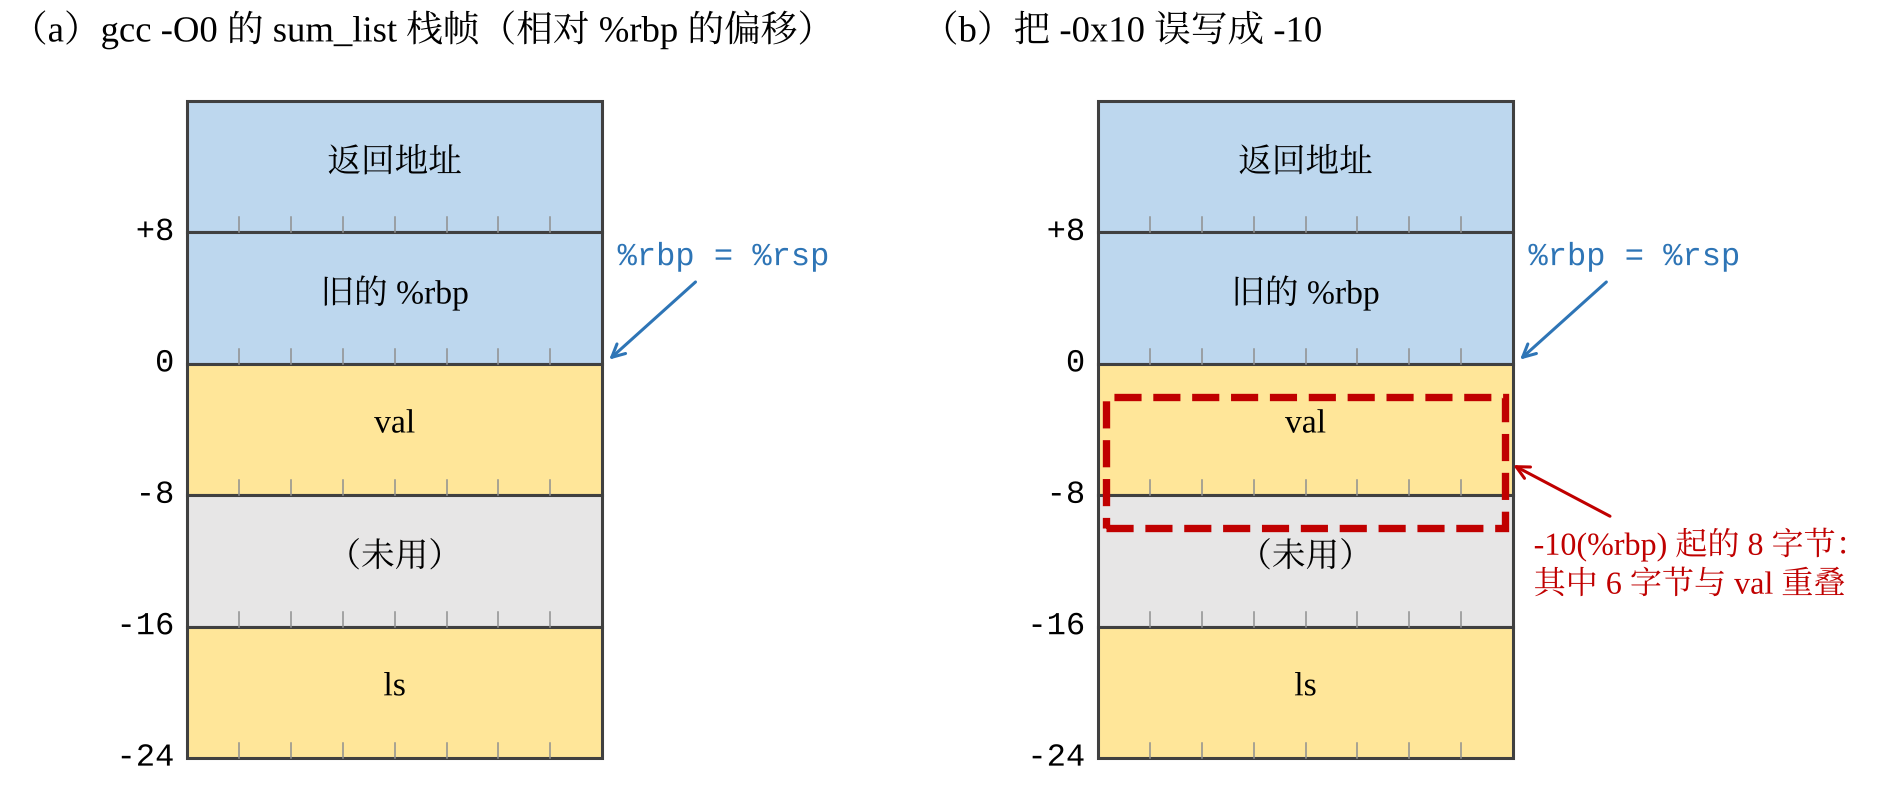 （a）gcc -O0 的 sum_list 栈帧（相对 %rbp 的偏移）
返回地址
+8
旧的 %rbp
%rbp = %rsp
0
val
-8
（未用）
-16
ls
-24
（b）把 -0x10 误写成 -10
返回地址
+8
旧的 %rbp
%rbp = %rsp
0
val
-8
-10(%rbp) 起的 8 字节：
其中 6 字节与 val 重叠
（未用）
-16
ls
-24